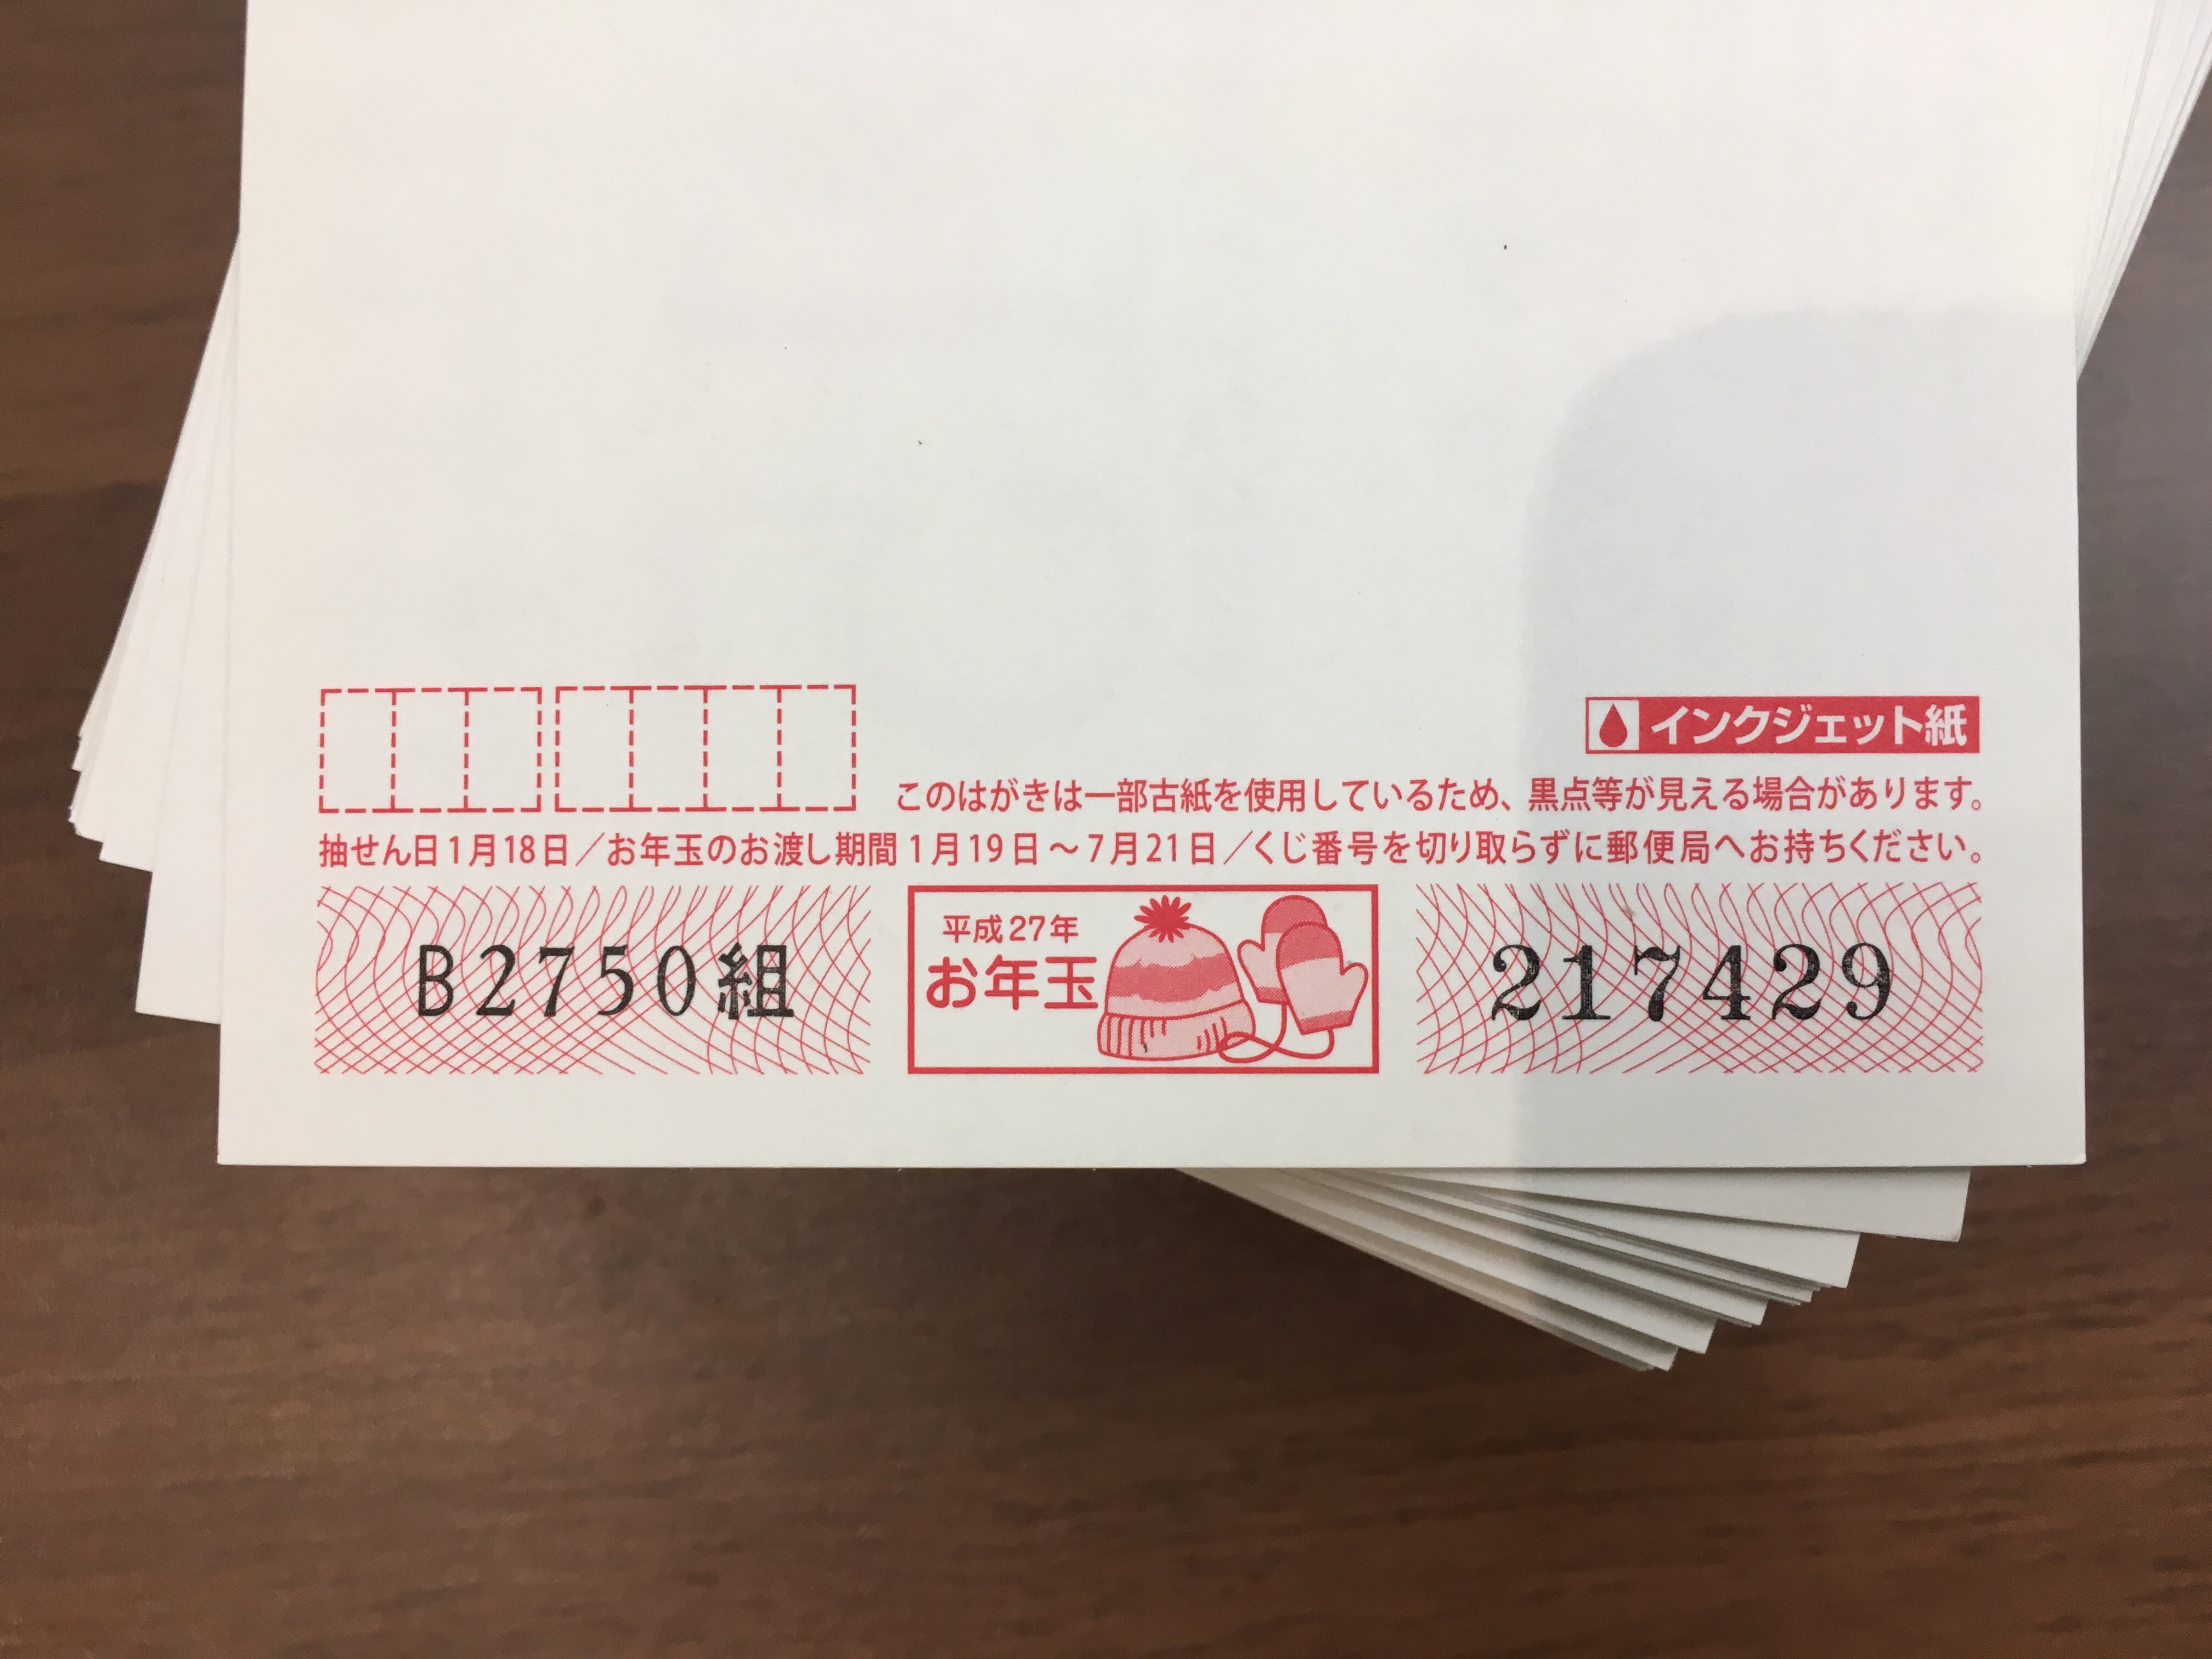 インクジェット紙
このはがきは一部古紙を使用しているため、黒点等が見える場合があります。
抽せん日1月18日／お年玉のお渡し期間1月19日～7月21日／くじ番号を切り取らずに郵便局へお持ちください。
B2750組
平成27年
お年玉
217429